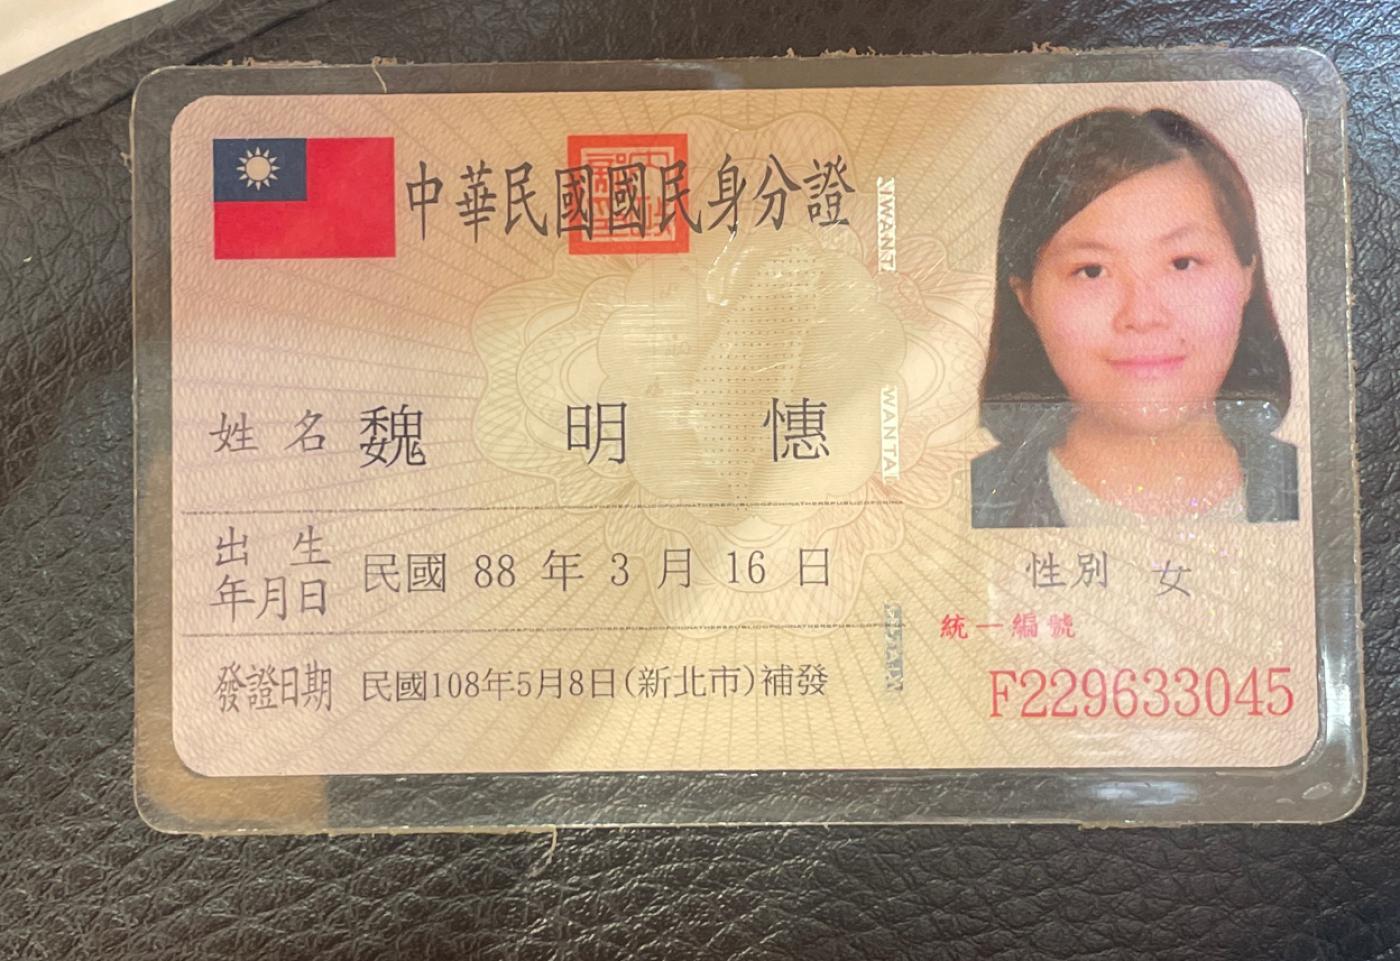 中華民國國民身分證
姓名 魏明憓
出生年月日 民國 88 年 3 月 16 日
發證日期 民國108年5月8日(新北市)補發
性別 女
統一編號
F229633045